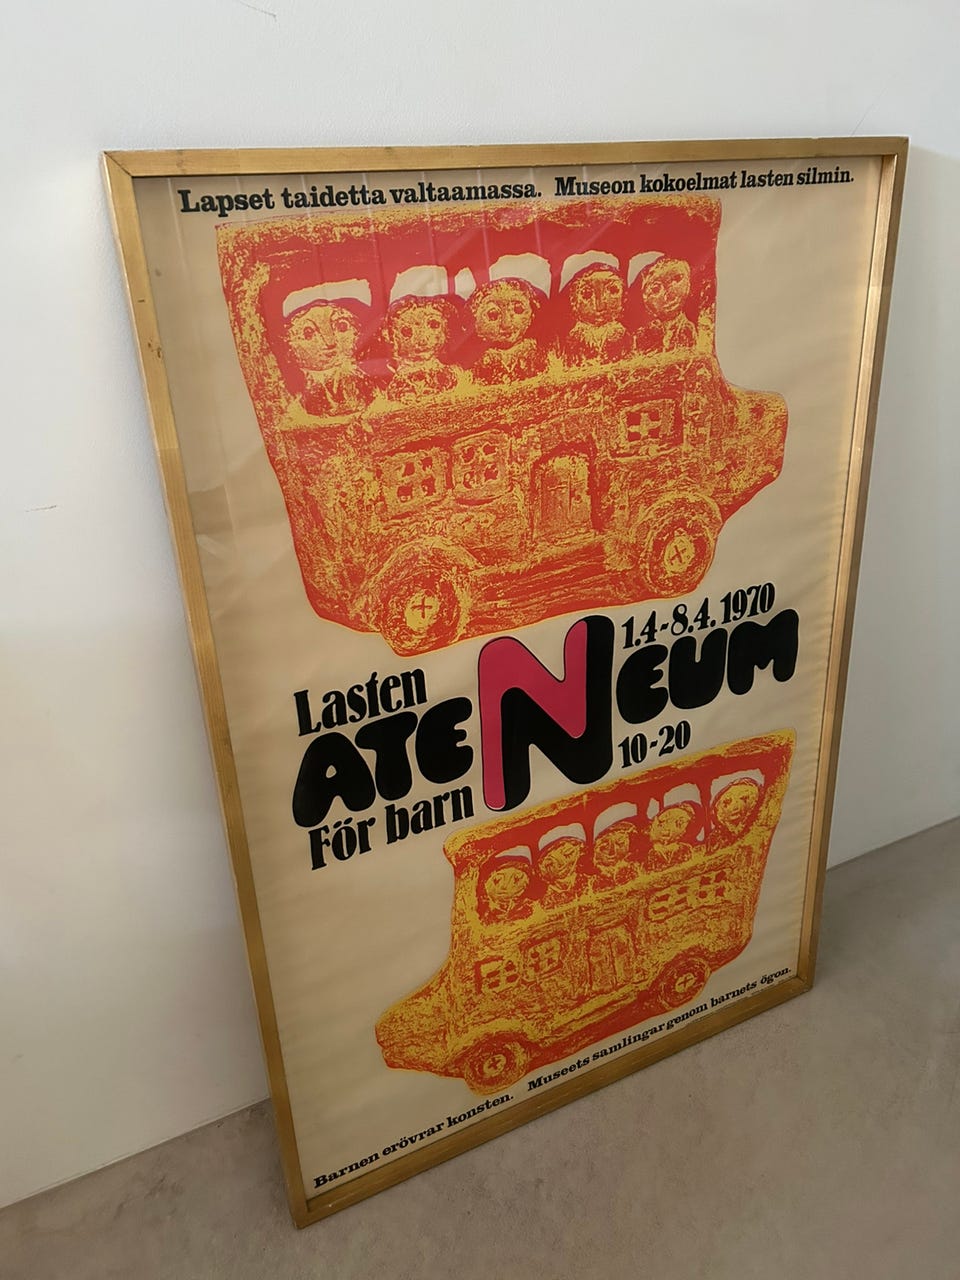 Lapset taidetta valtaamassa. Museon kokoelmat lasten silmin.
1.4-8.4.1970
Lasten
ATENEUM
10-20
För barn
Barnen erövrar konsten. Museets samlingar genom barnets ögon.